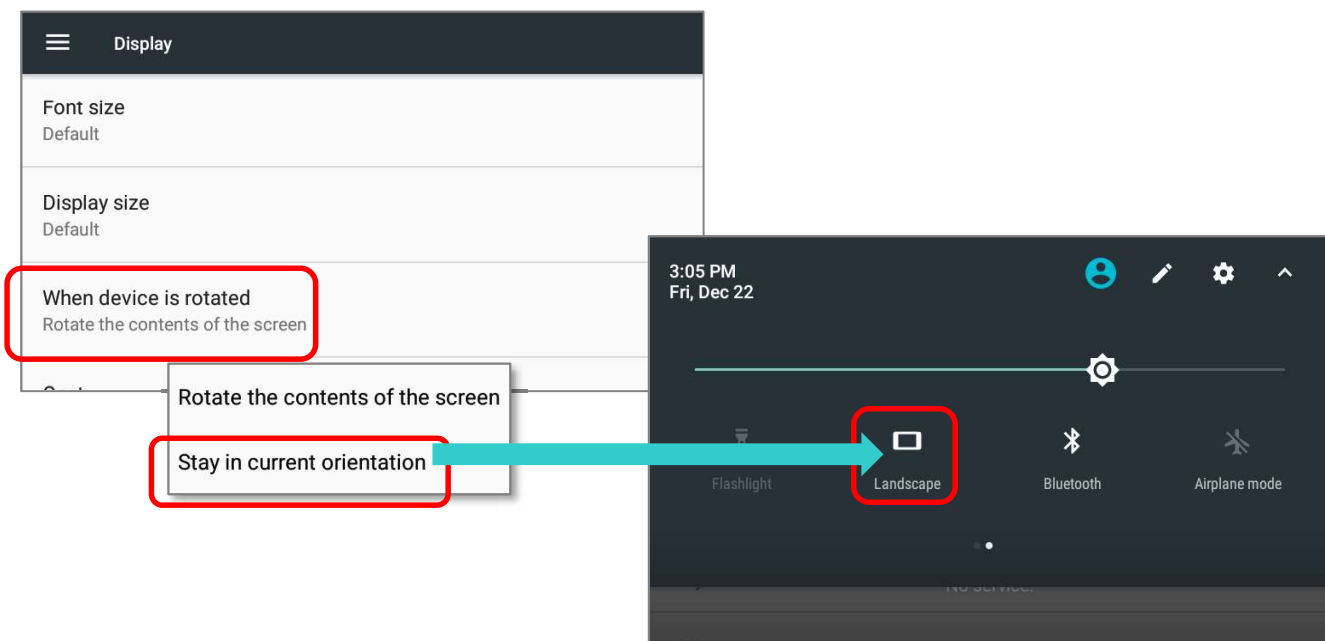 Display
Font size
Default
Display size
Default
When device is rotated
Rotate the contents of the screen
Rotate the contents of the screen
Stay in current orientation
3:05 PM
Fri, Dec 22
Flashlight
Landscape
Bluetooth
Airplane mode
No service.